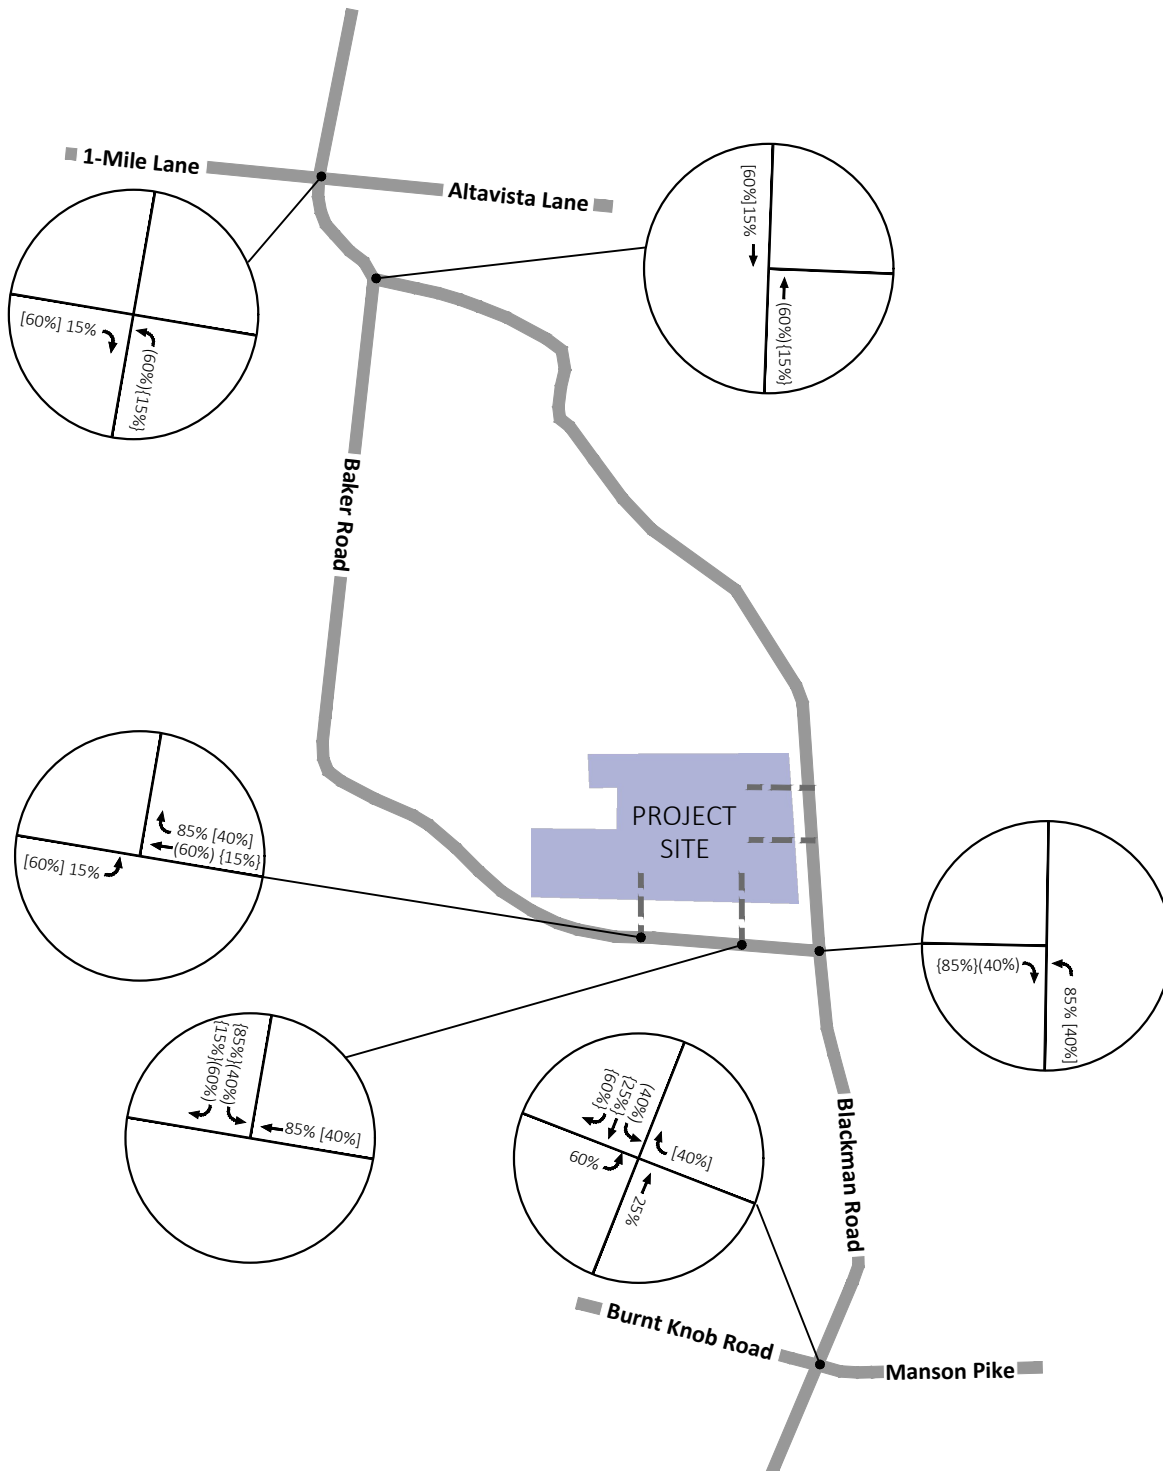 1-Mile Lane
Altavista Lane
[60%] 15%
(60%){15%}
[60%]15%
(60%){15%}
Baker Road
PROJECT
SITE
85% [40%]
(60%) {15%}
[60%] 15%
{85%}(40%)
85% [40%]
{85%}(40%)
{15%}(60%)
85% [40%]
(40%)
{25%}
{60%}
[40%]
60%
25%
Blackman Road
Burnt Knob Road
Manson Pike